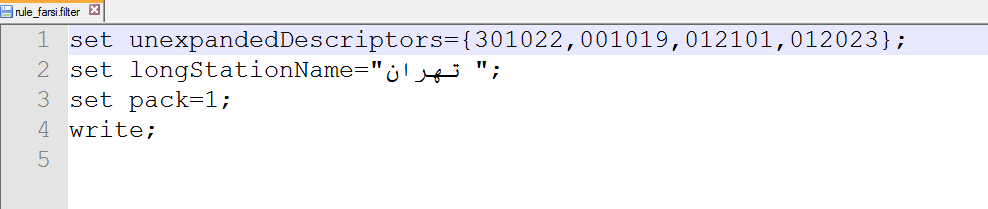 rule_farsi.filter
1 set unexpandedDescriptors={301022,001019,012101,012023};
2 set longStationName="تهران ";
3 set pack=1;
4 write;
5